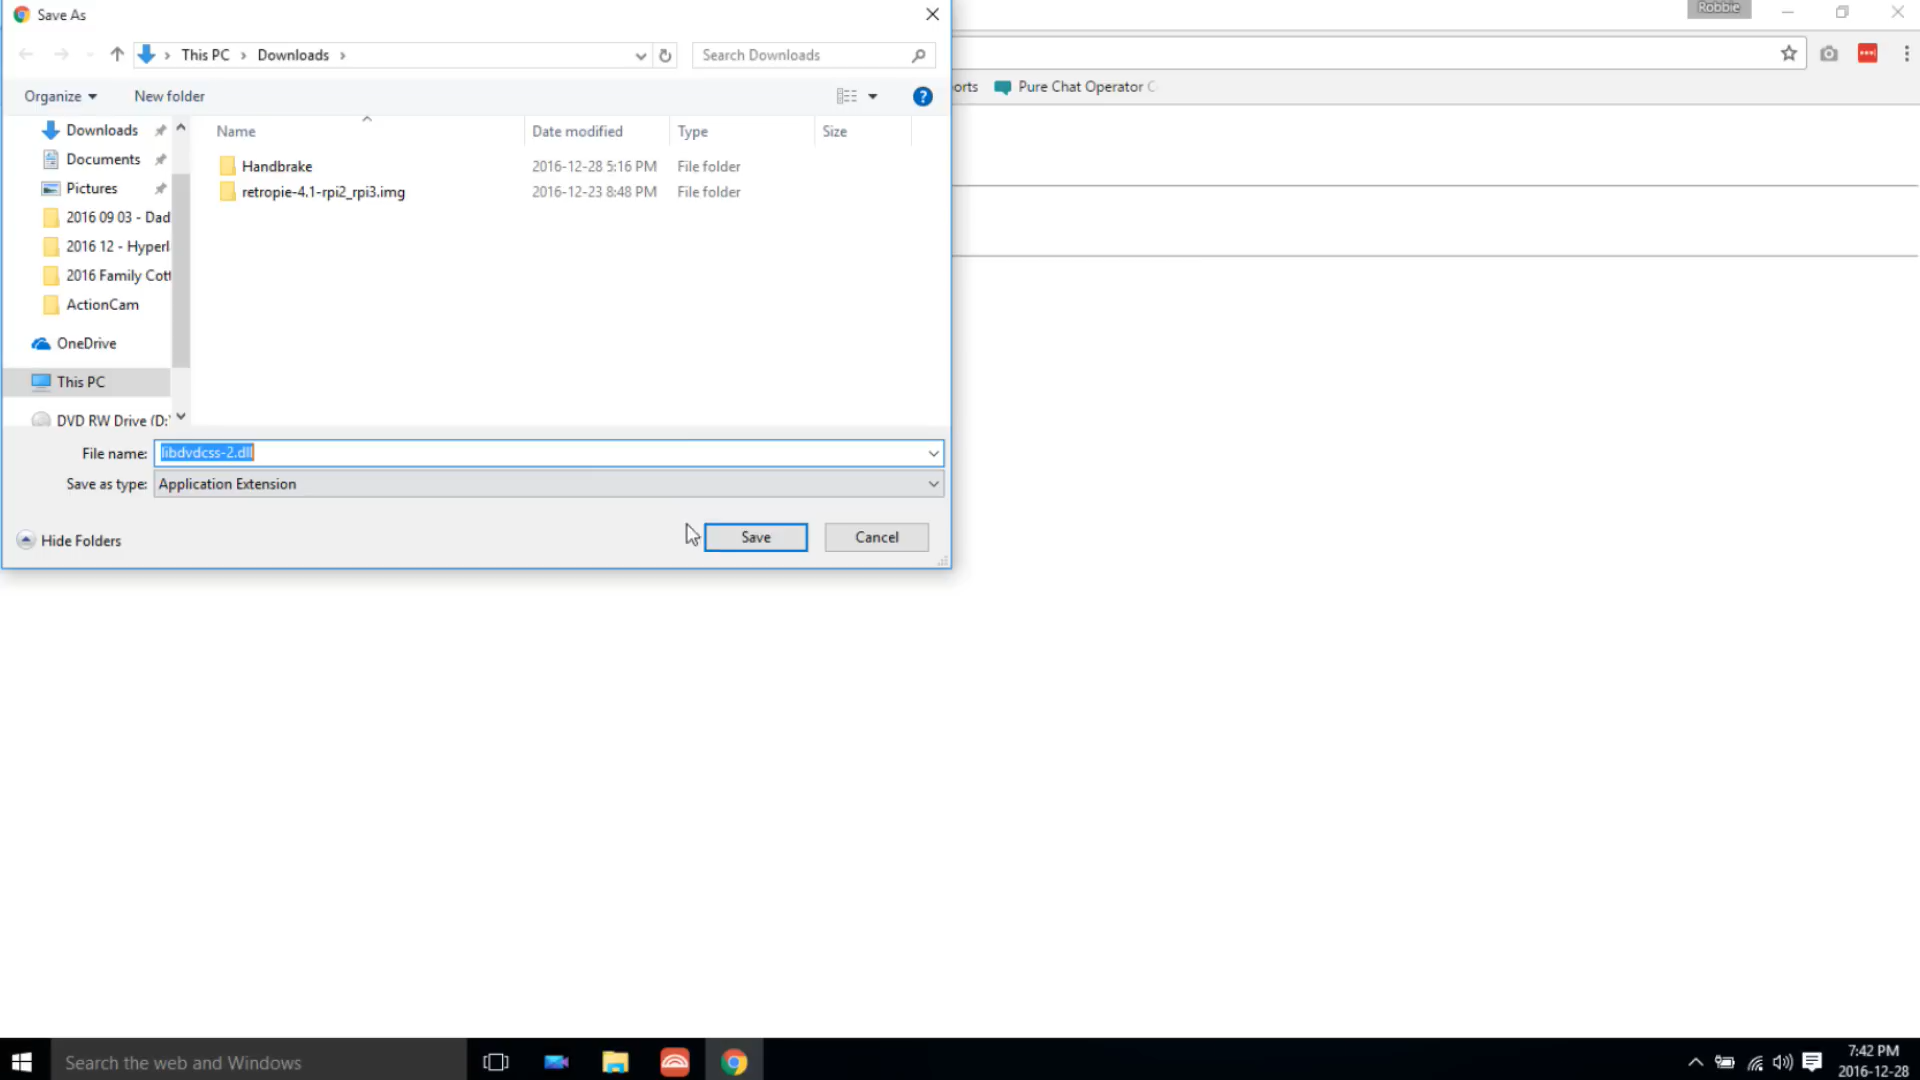 Save As
Robbie
This PC > Downloads >
Search Downloads
orts
Pure Chat Operator C
Organize
New folder
Name
Date modified
Type
Size
Downloads
Documents
Pictures
2016 09 03 - Dad
2016 12 - Hyperl
2016 Family Cott
ActionCam
OneDrive
This PC
DVD RW Drive (D:)
Handbrake
2016-12-28 5:16 PM
File folder
retropie-4.1-rpi2_rpi3.img
2016-12-23 8:48 PM
File folder
File name:
libdvdcss-2.dll
Save as type:
Application Extension
Hide Folders
Save
Cancel
Search the web and Windows
7:42 PM
2016-12-28